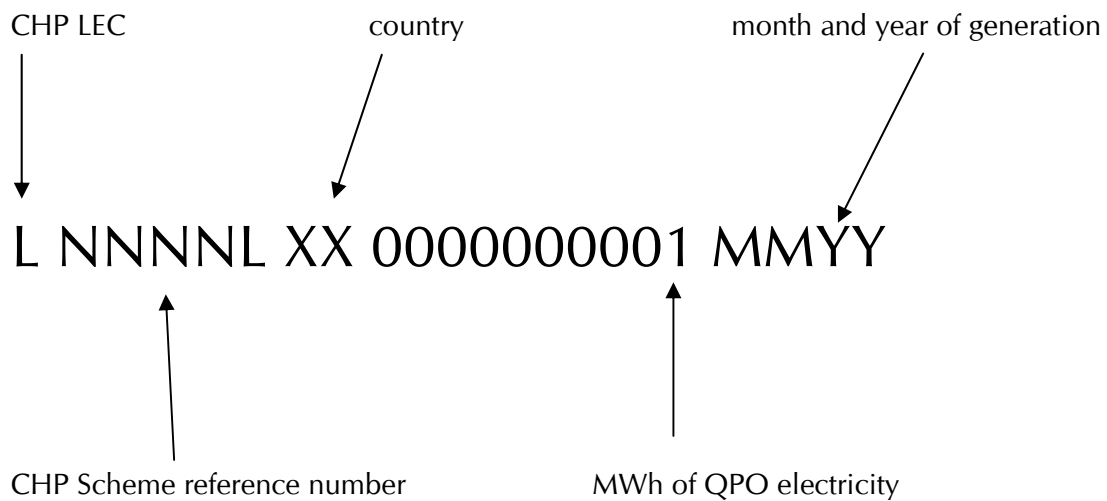 CHP LEC country month and year of generation
L NNNNL XX 0000000001 MMYY
CHP Scheme reference number MWh of QPO electricity